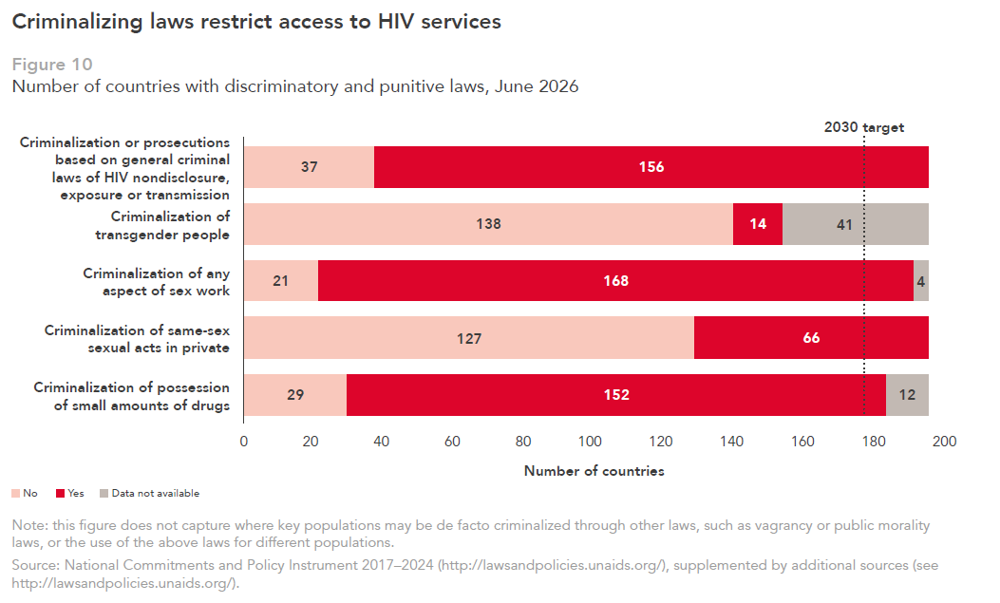 Criminalizing laws restrict access to HIV services
Figure 10
Number of countries with discriminatory and punitive laws, June 2026
2030 target
Criminalization or prosecutions
based on general criminal
laws of HIV nondisclosure,
exposure or transmission
37 156
Criminalization of
transgender people
138 14 41
Criminalization of any
aspect of sex work
21 168 4
Criminalization of same-sex
sexual acts in private
127 66
Criminalization of possession
of small amounts of drugs
29 152 12
0 20 40 60 80 100 120 140 160 180 200
Number of countries
No Yes Data not available
Note: this figure does not capture where key populations may be de facto criminalized through other laws, such as vagrancy or public morality
laws, or the use of the above laws for different populations.
Source: National Commitments and Policy Instrument 2017–2024 (http://lawsandpolicies.unaids.org/), supplemented by additional sources (see
http://lawsandpolicies.unaids.org/).